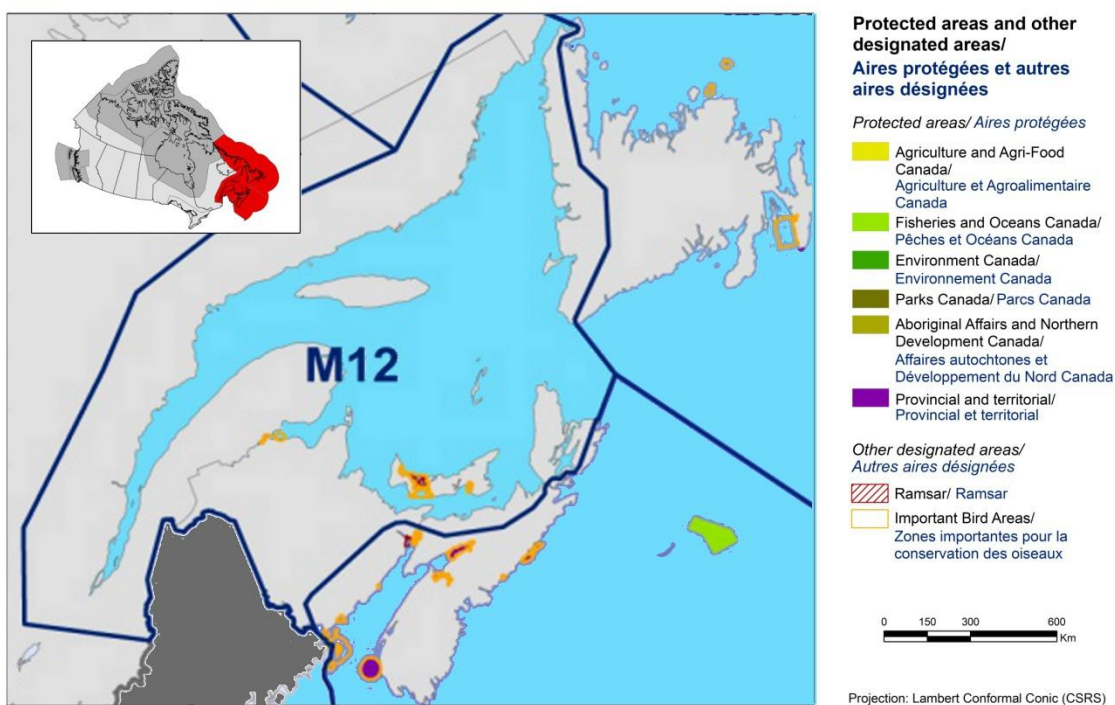 M12
Protected areas and other
designated areas/
Aires protégées et autres
aires désignées
Protected areas/ Aires protégées
Agriculture and Agri-Food
Canada/
Agriculture et Agroalimentaire
Canada
Fisheries and Oceans Canada/
Pêches et Océans Canada
Environment Canada/
Environnement Canada
Parks Canada/ Parcs Canada
Aboriginal Affairs and Northern
Development Canada/
Affaires autochtones et
Développement du Nord Canada
Provincial and territorial/
Provincial et territorial
Other designated areas/
Autres aires désignées
Ramsar/ Ramsar
Important Bird Areas/
Zones importantes pour la
conservation des oiseaux
0 150 300 600
Km
Projection: Lambert Conformal Conic (CSRS)